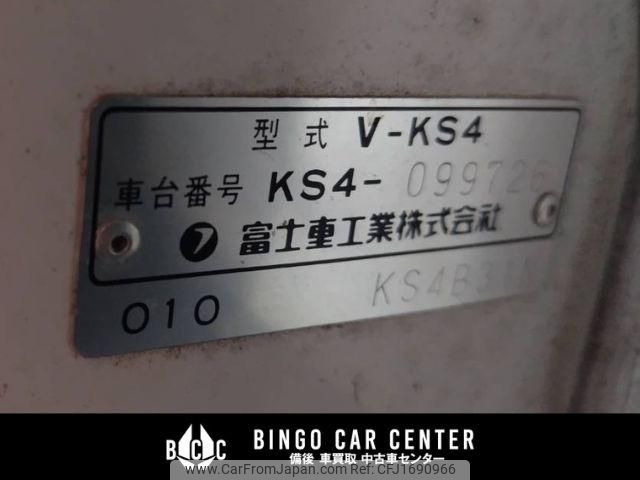 型式 V-KS4
車台番号 KS4-099726
フ 富士重工業株式会社
010 KS4B3
BCC BINGO CAR CENTER
備後 車買取 中古車センター
www.CarFromJapan.com Ref:CFJ1690966